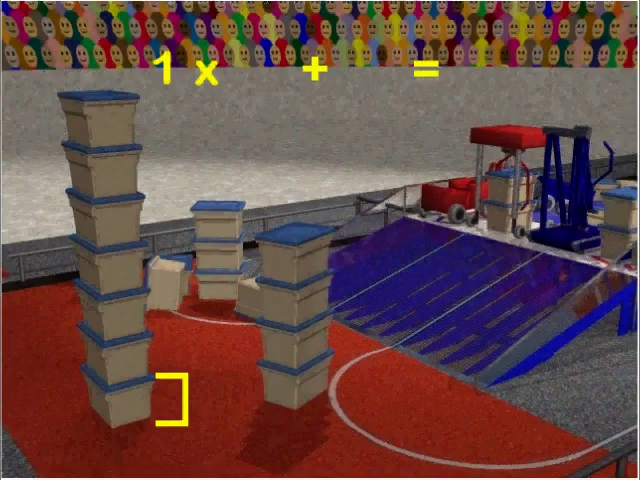 1 x + =